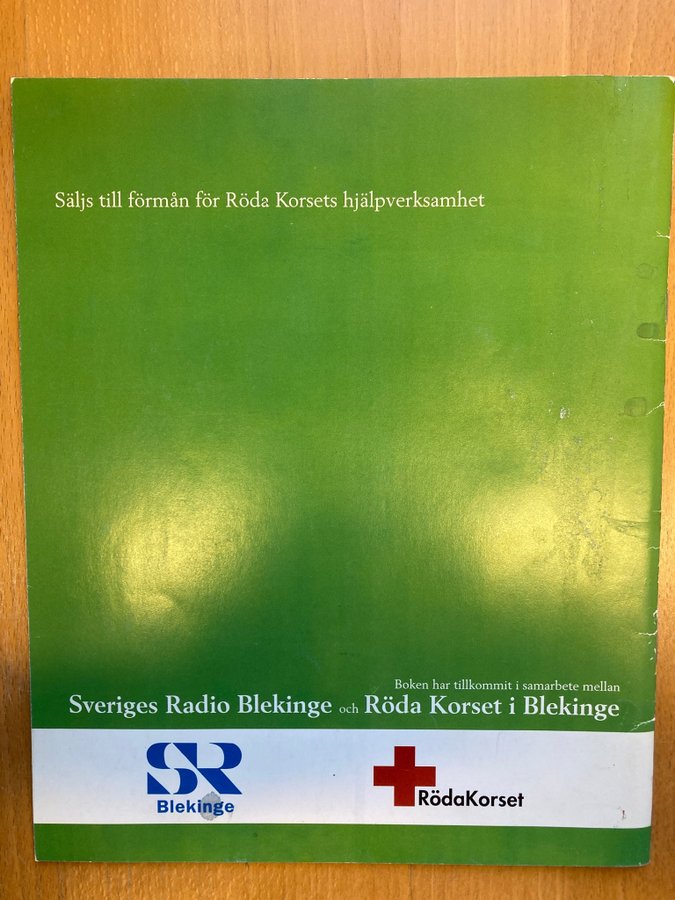 Säljs till förmån för Röda Korsets hjälpverksamhet
Boken har tillkommit i samarbete mellan
Sveriges Radio Blekinge och Röda Korset i Blekinge
SR
Blekinge
RödaKorset